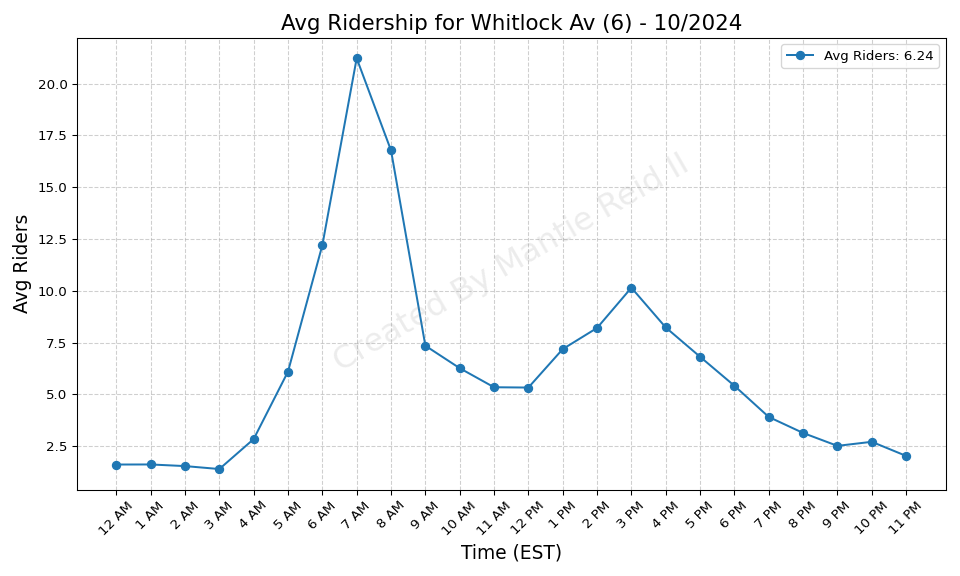 Avg Ridership for Whitlock Av (6) - 10/2024
Avg Riders: 6.24
20.0
17.5
15.0
12.5
10.0
7.5
5.0
2.5
Avg Riders
Created By Mantie Reid II
12 AM
1 AM
2 AM
3 AM
4 AM
5 AM
6 AM
7 AM
8 AM
9 AM
10 AM
11 AM
12 PM
1 PM
2 PM
3 PM
4 PM
5 PM
6 PM
7 PM
8 PM
9 PM
10 PM
11 PM
Time (EST)